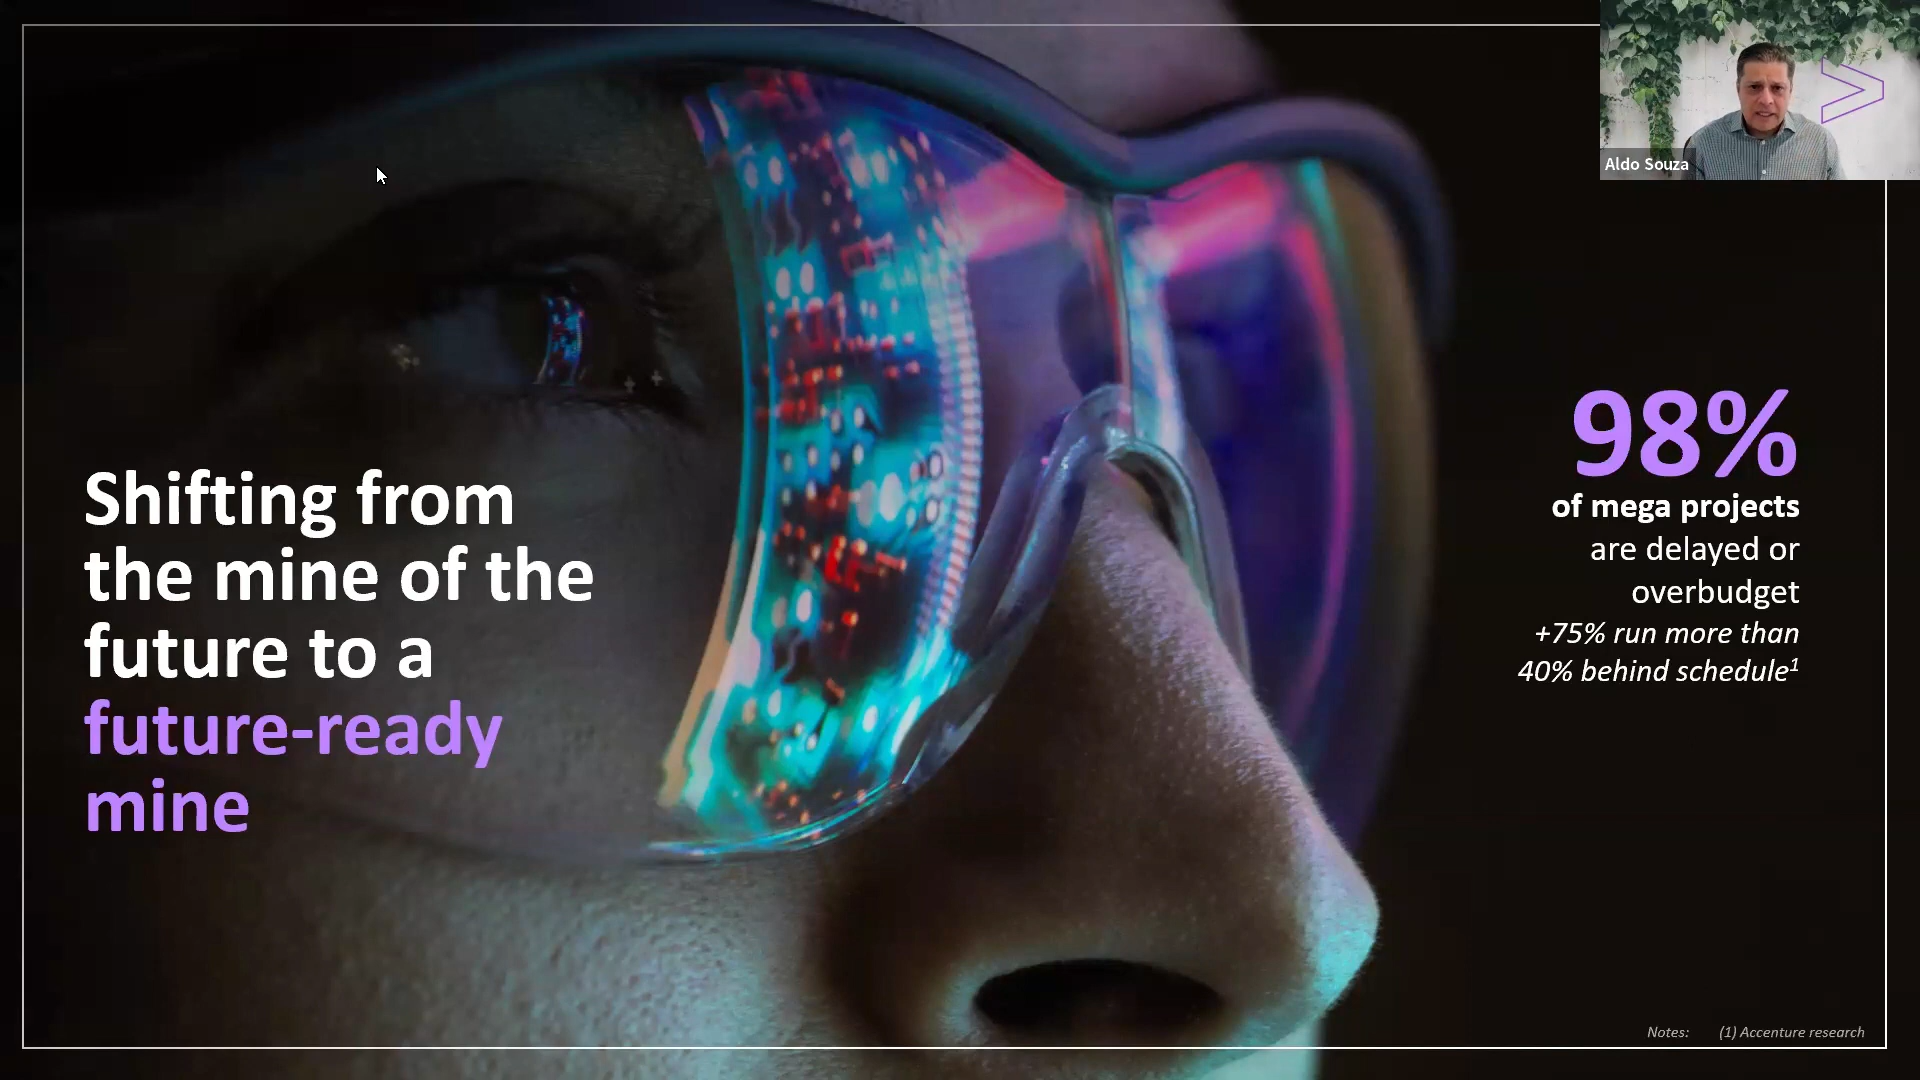 Aldo Souza
Shifting from
the mine of the
future to a
future-ready
mine
98%
of mega projects
are delayed or
overbudget
+75% run more than
40% behind schedule¹
Notes: (1) Accenture research